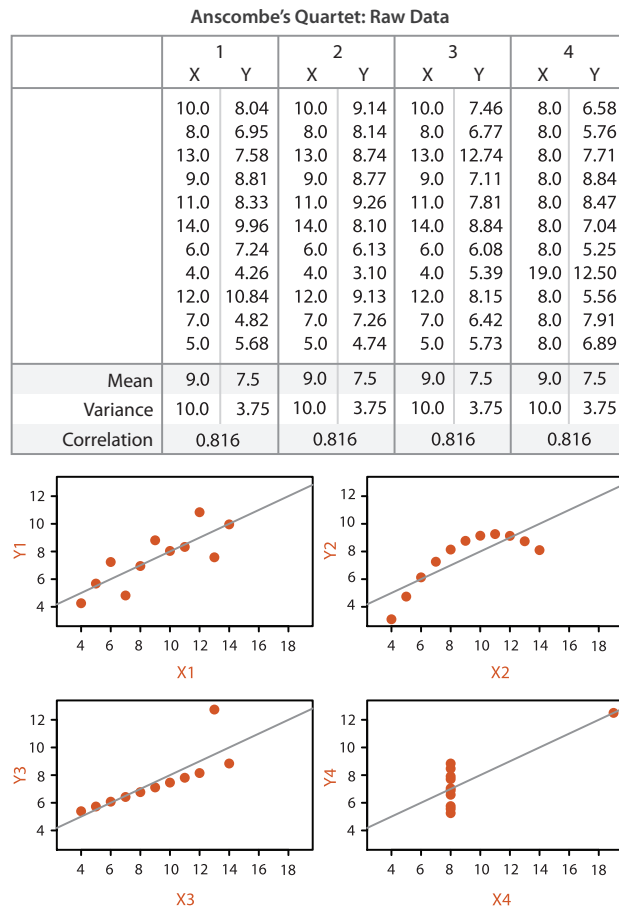 Anscombe’s Quartet: Raw Data
1 2 3 4
X Y X Y X Y X Y
10.0 8.04 10.0 9.14 10.0 7.46 8.0 6.58
8.0 6.95 8.0 8.14 8.0 6.77 8.0 5.76
13.0 7.58 13.0 8.74 13.0 12.74 8.0 7.71
9.0 8.81 9.0 8.77 9.0 7.11 8.0 8.84
11.0 8.33 11.0 9.26 11.0 7.81 8.0 8.47
14.0 9.96 14.0 8.10 14.0 8.84 8.0 7.04
6.0 7.24 6.0 6.13 6.0 6.08 8.0 5.25
4.0 4.26 4.0 3.10 4.0 5.39 19.0 12.50
12.0 10.84 12.0 9.13 12.0 8.15 8.0 5.56
7.0 4.82 7.0 7.26 7.0 6.42 8.0 7.91
5.0 5.68 5.0 4.74 5.0 5.73 8.0 6.89
Mean 9.0 7.5 9.0 7.5 9.0 7.5 9.0 7.5
Variance 10.0 3.75 10.0 3.75 10.0 3.75 10.0 3.75
Correlation 0.816 0.816 0.816 0.816
Y1
12
10
8
6
4
4 6 8 10 12 14 16 18
X1
Y2
12
10
8
6
4
4 6 8 10 12 14 16 18
X2
Y3
12
10
8
6
4
4 6 8 10 12 14 16 18
X3
Y4
12
10
8
6
4
4 6 8 10 12 14 16 18
X4